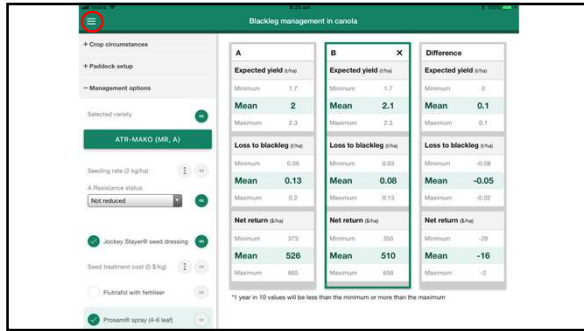 Blackleg management in canola
+ Crop circumstances
+ Paddock setup
− Management options
Selected variety
ATR-MAKO (MR, A)
Seeding rate (2 kg/ha)
A Resistance status
Not reduced
Jockey Stayer® seed dressing
Seed treatment cost (0 $/kg)
Flutriafol with fertiliser
Prosaro® spray (4-6 leaf)
A
Expected yield (t/ha)
Minimum 1.7
Mean 2
Maximum 2.3
Loss to blackleg (t/ha)
Minimum 0.06
Mean 0.13
Maximum 0.2
Net return ($/ha)
Minimum 373
Mean 526
Maximum 665
B X
Expected yield (t/ha)
Minimum 1.7
Mean 2.1
Maximum 2.3
Loss to blackleg (t/ha)
Minimum 0.03
Mean 0.08
Maximum 0.13
Net return ($/ha)
Minimum 355
Mean 510
Maximum 656
Difference
Expected yield (t/ha)
Minimum 0
Mean 0.1
Maximum 0.1
Loss to blackleg (t/ha)
Minimum -0.08
Mean -0.05
Maximum -0.02
Net return ($/ha)
Minimum -29
Mean -16
Maximum -2
*1 year in 10 values will be less than the minimum or more than the maximum